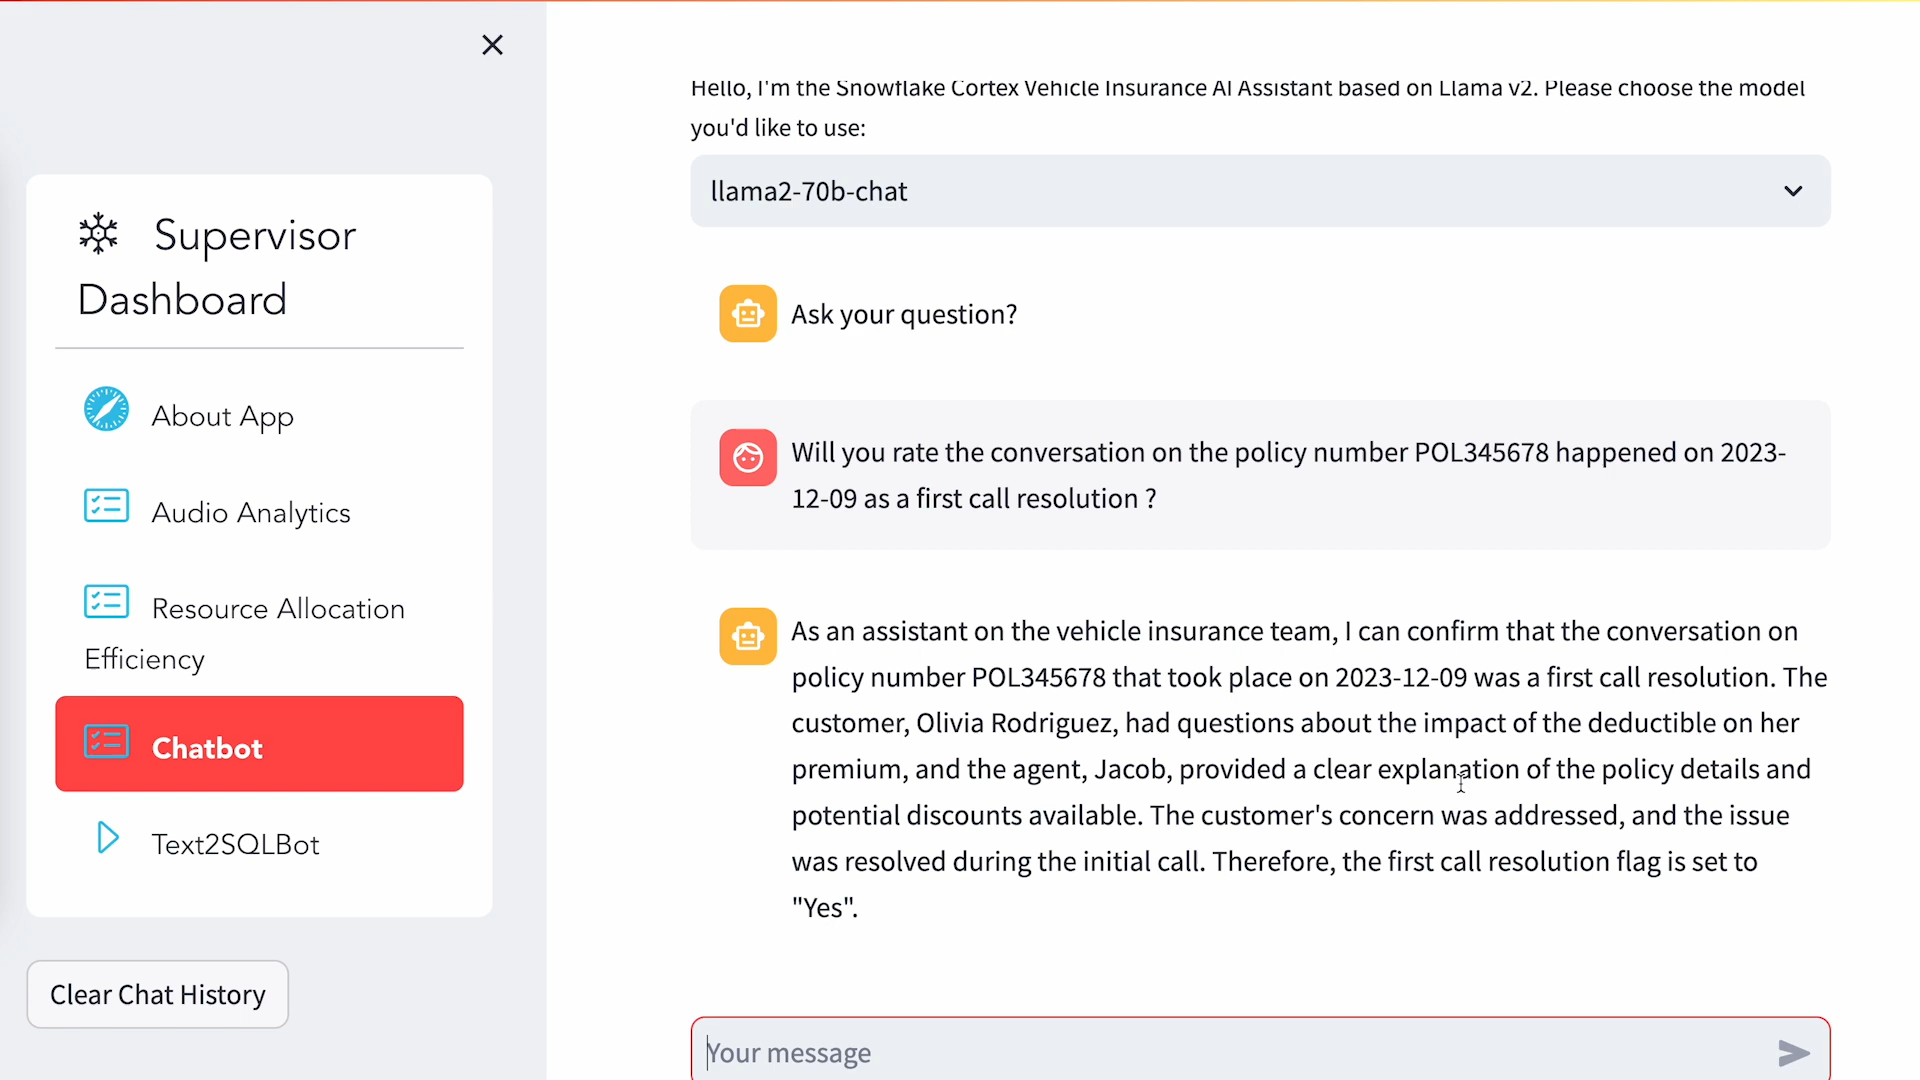 Supervisor
Dashboard
About App
Audio Analytics
Resource Allocation
Efficiency
Chatbot
Text2SQLBot
Clear Chat History
Hello, I'm the Snowflake Cortex Vehicle Insurance AI Assistant based on Llama v2. Please choose the model
you'd like to use:
llama2-70b-chat
Ask your question?
Will you rate the conversation on the policy number POL345678 happened on 2023-
12-09 as a first call resolution ?
As an assistant on the vehicle insurance team, I can confirm that the conversation on
policy number POL345678 that took place on 2023-12-09 was a first call resolution. The
customer, Olivia Rodriguez, had questions about the impact of the deductible on her
premium, and the agent, Jacob, provided a clear explanation of the policy details and
potential discounts available. The customer's concern was addressed, and the issue
was resolved during the initial call. Therefore, the first call resolution flag is set to
"Yes".
Your message